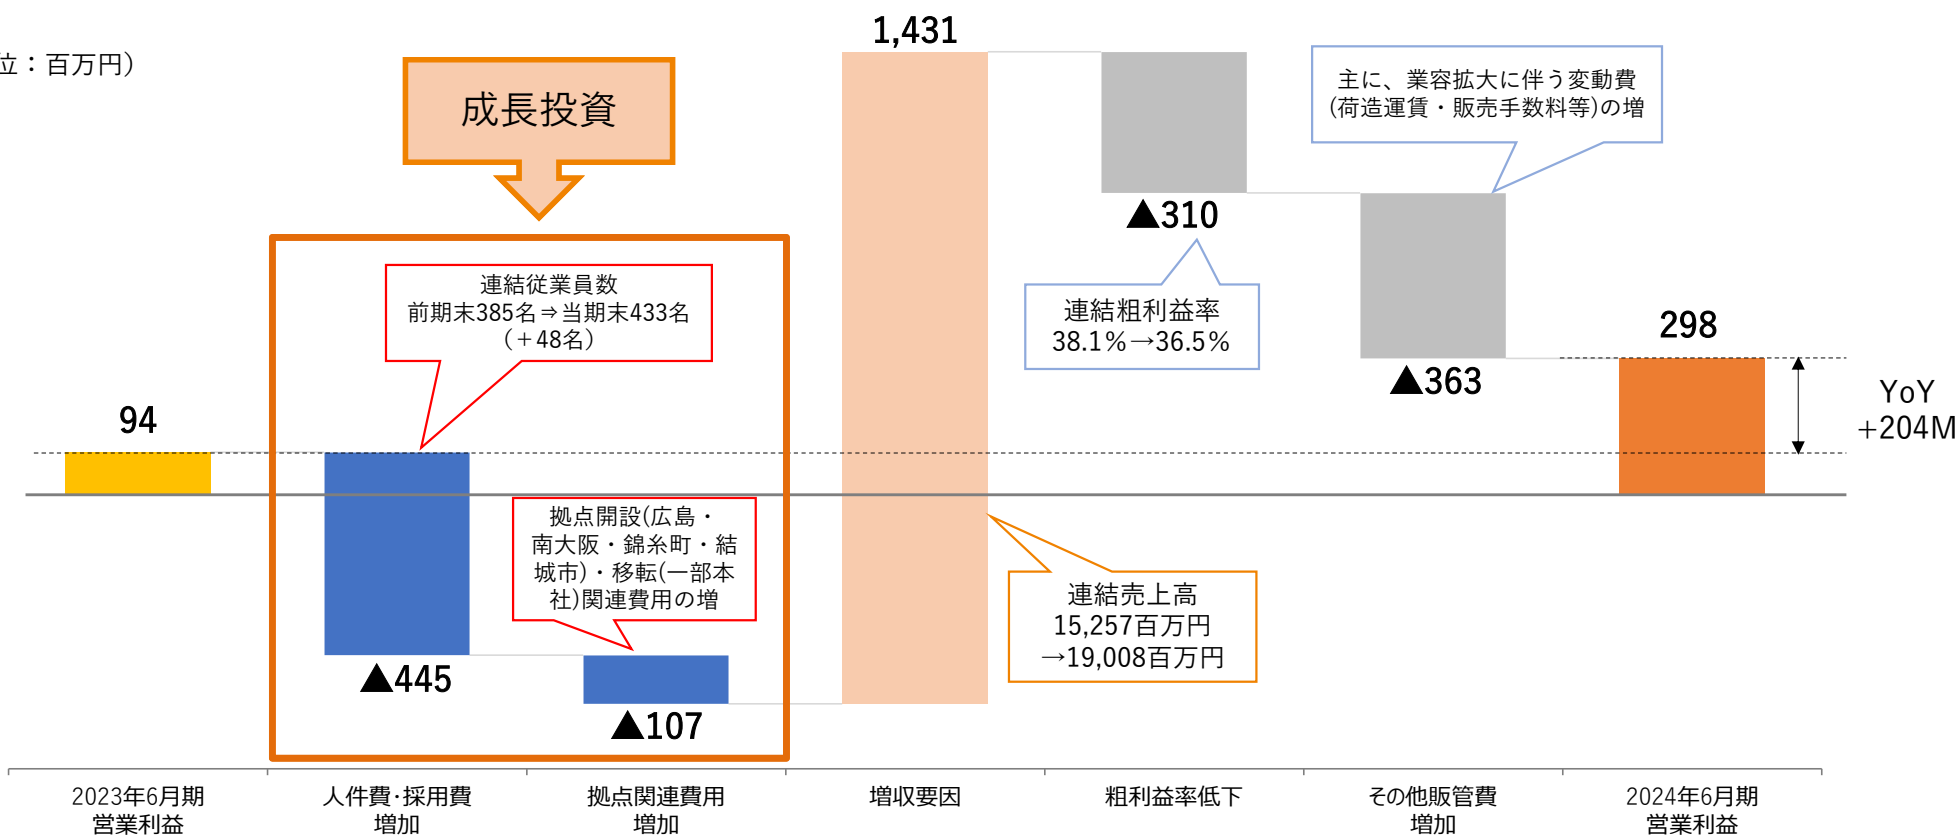 位：百万円）
成長投資
1,431
主に、業容拡大に伴う変動費
(荷造運賃・販売手数料等)の増
▲310
連結従業員数
前期末385名⇒当期末433名
（＋48名）
連結粗利益率
38.1％→36.5％
298
▲363
YoY
+204M
94
拠点開設(広島・
南大阪・錦糸町・結
城市)・移転(一部本
社)関連費用の増
連結売上高
15,257百万円
→19,008百万円
▲445
▲107
2023年6月期
営業利益
人件費･採用費
増加
拠点関連費用
増加
増収要因
粗利益率低下
その他販管費
増加
2024年6月期
営業利益